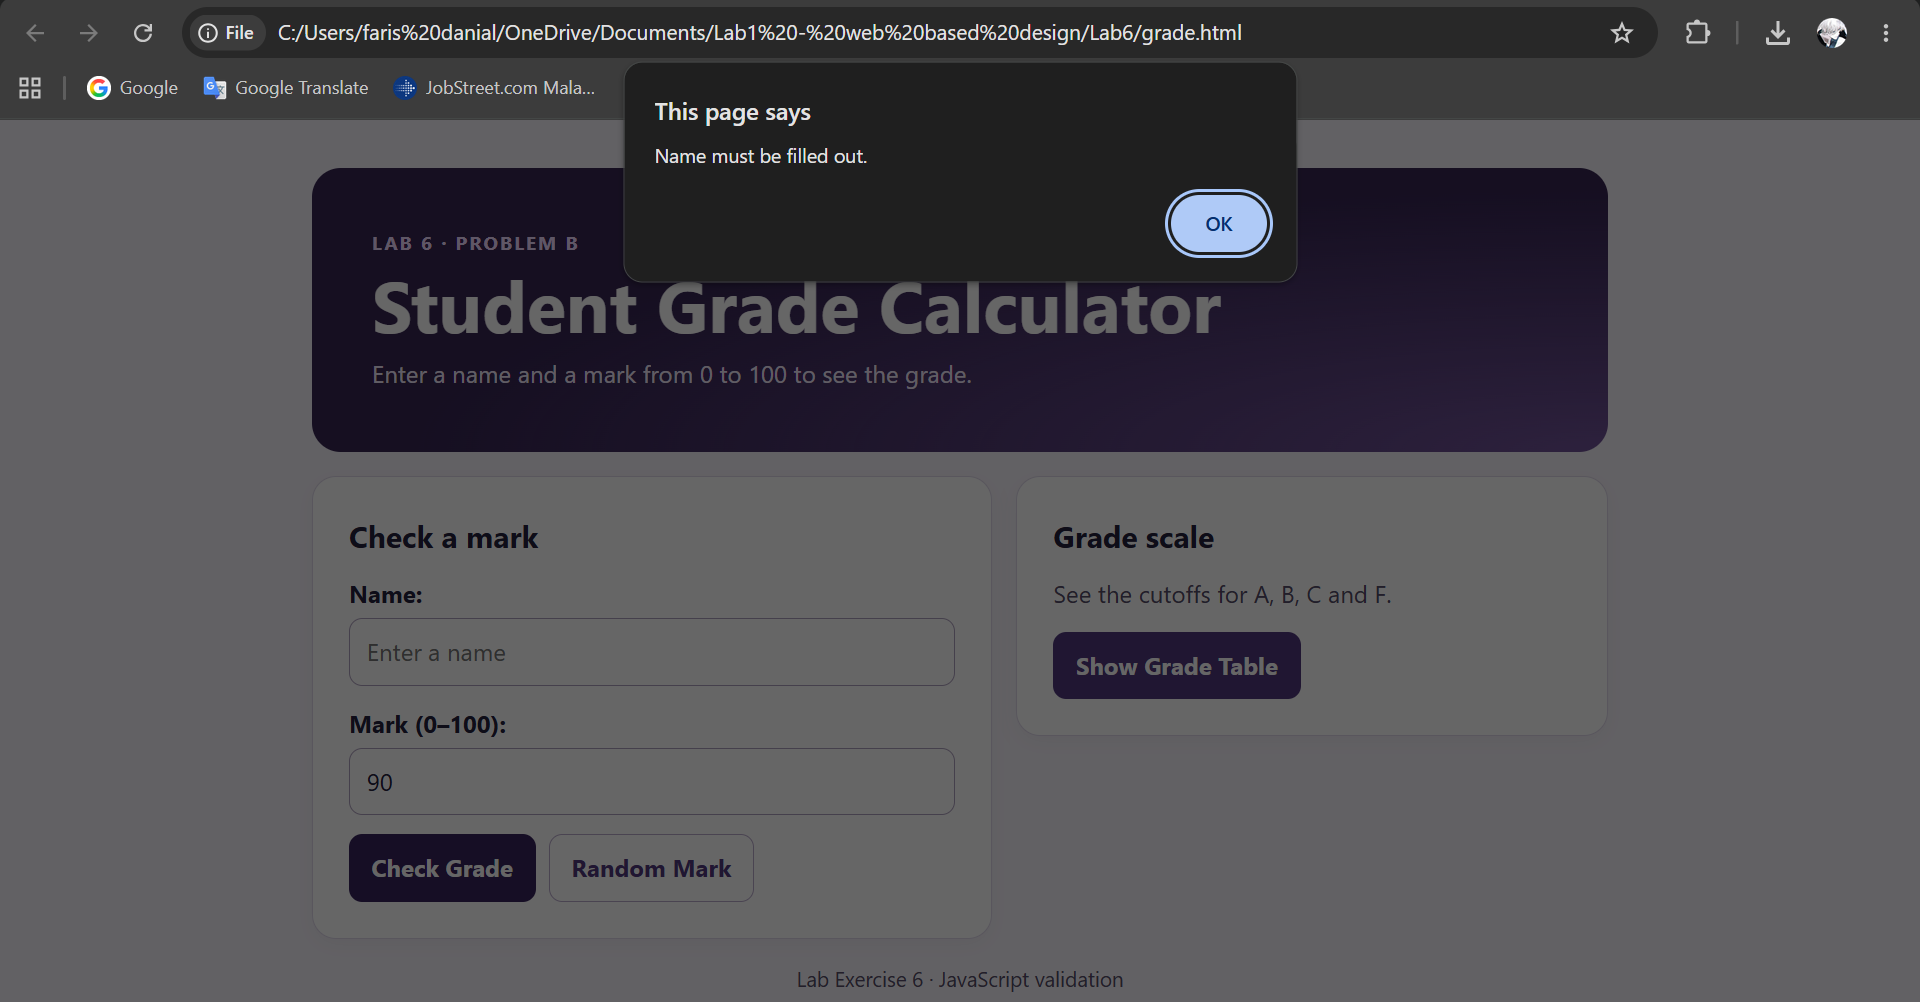 File
C:/Users/faris%20danial/OneDrive/Documents/Lab1%20-%20web%20based%20design/Lab6/grade.html
Google
Google Translate
JobStreet.com Mala...
This page says
Name must be filled out.
OK
LAB 6 · PROBLEM B
Student Grade Calculator
Enter a name and a mark from 0 to 100 to see the grade.
Check a mark
Name:
Enter a name
Mark (0–100):
90
Check Grade
Random Mark
Grade scale
See the cutoffs for A, B, C and F.
Show Grade Table
Lab Exercise 6 · JavaScript validation